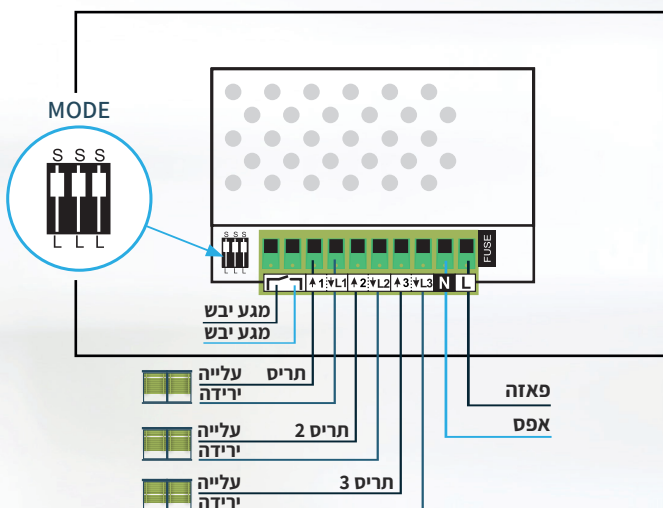 MODE
S S S
L L L
S S S
L L L
FUSE
1 L1 2 L2 3 L3 N L
מגע יבש
מגע יבש
תריס עלייה
ירידה
תריס 2 עלייה
ירידה
תריס 3 עלייה
ירידה
פאזה
אפס